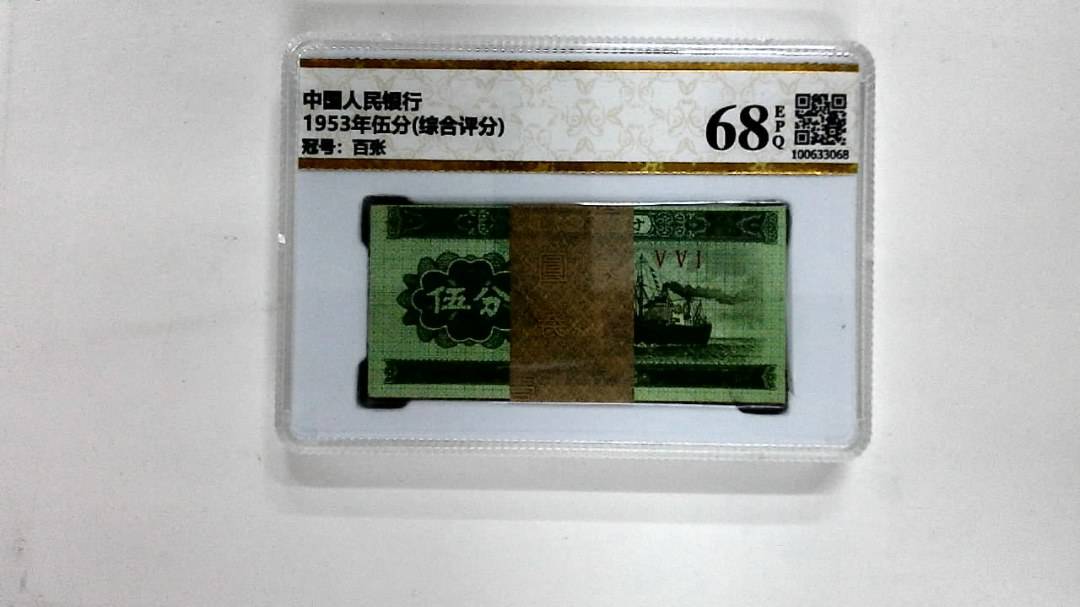 中国人民银行
1953年伍分(综合评分)
冠号：百张
68 EPQ
100633068
伍分
VVI
圓